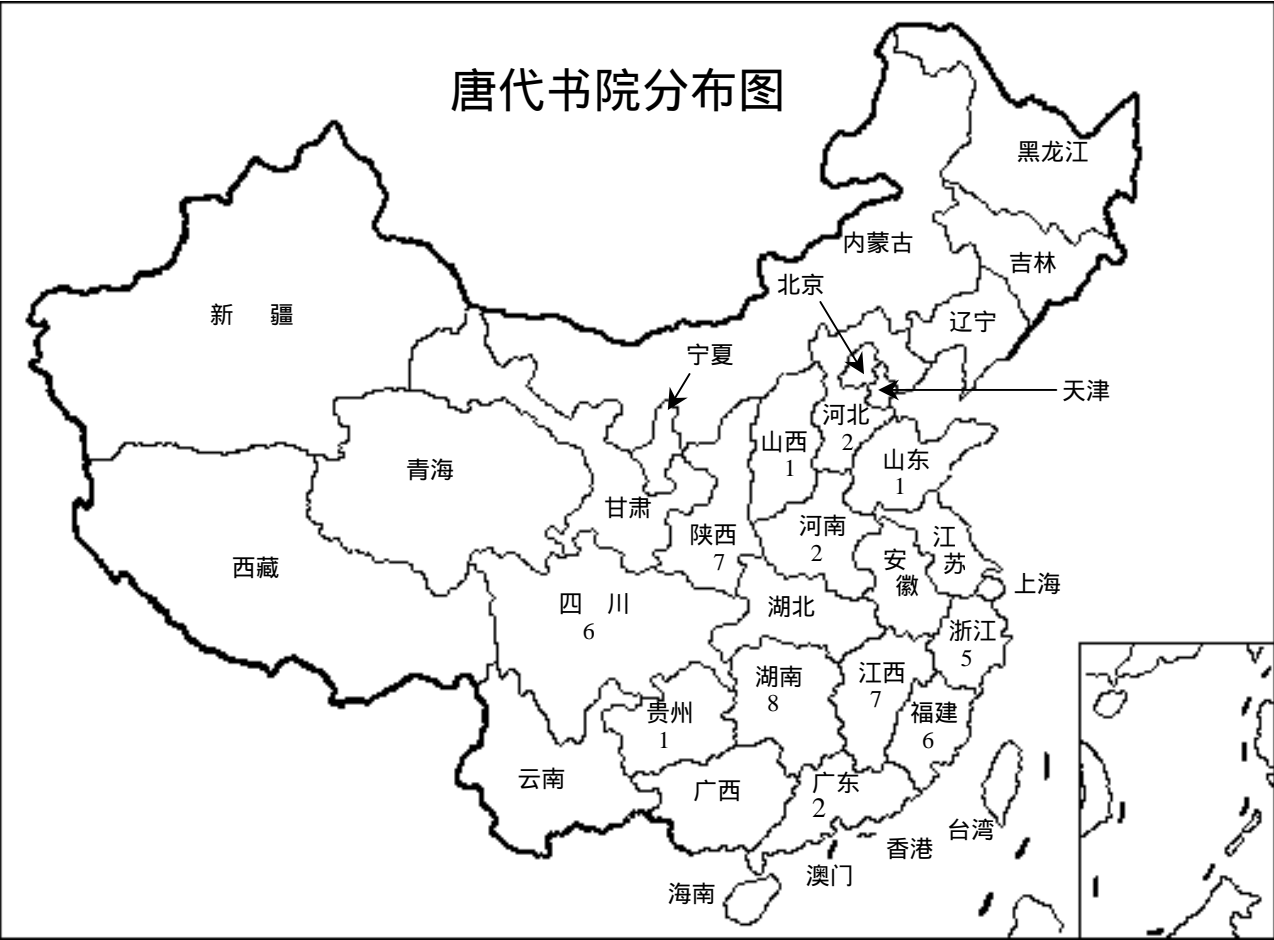 唐代书院分布图
黑龙江
内蒙古
吉林
北京
新 疆
辽宁
宁夏
天津
河北
2
山西
1
山东
1
青海
甘肃
陕西
7
河南
2
江
苏
安
徽
西藏
上海
四 川
6
湖北
浙江
5
湖南
8
江西
7
贵州
1
福建
6
云南
广西
广东
2
台湾
香港
澳门
海南